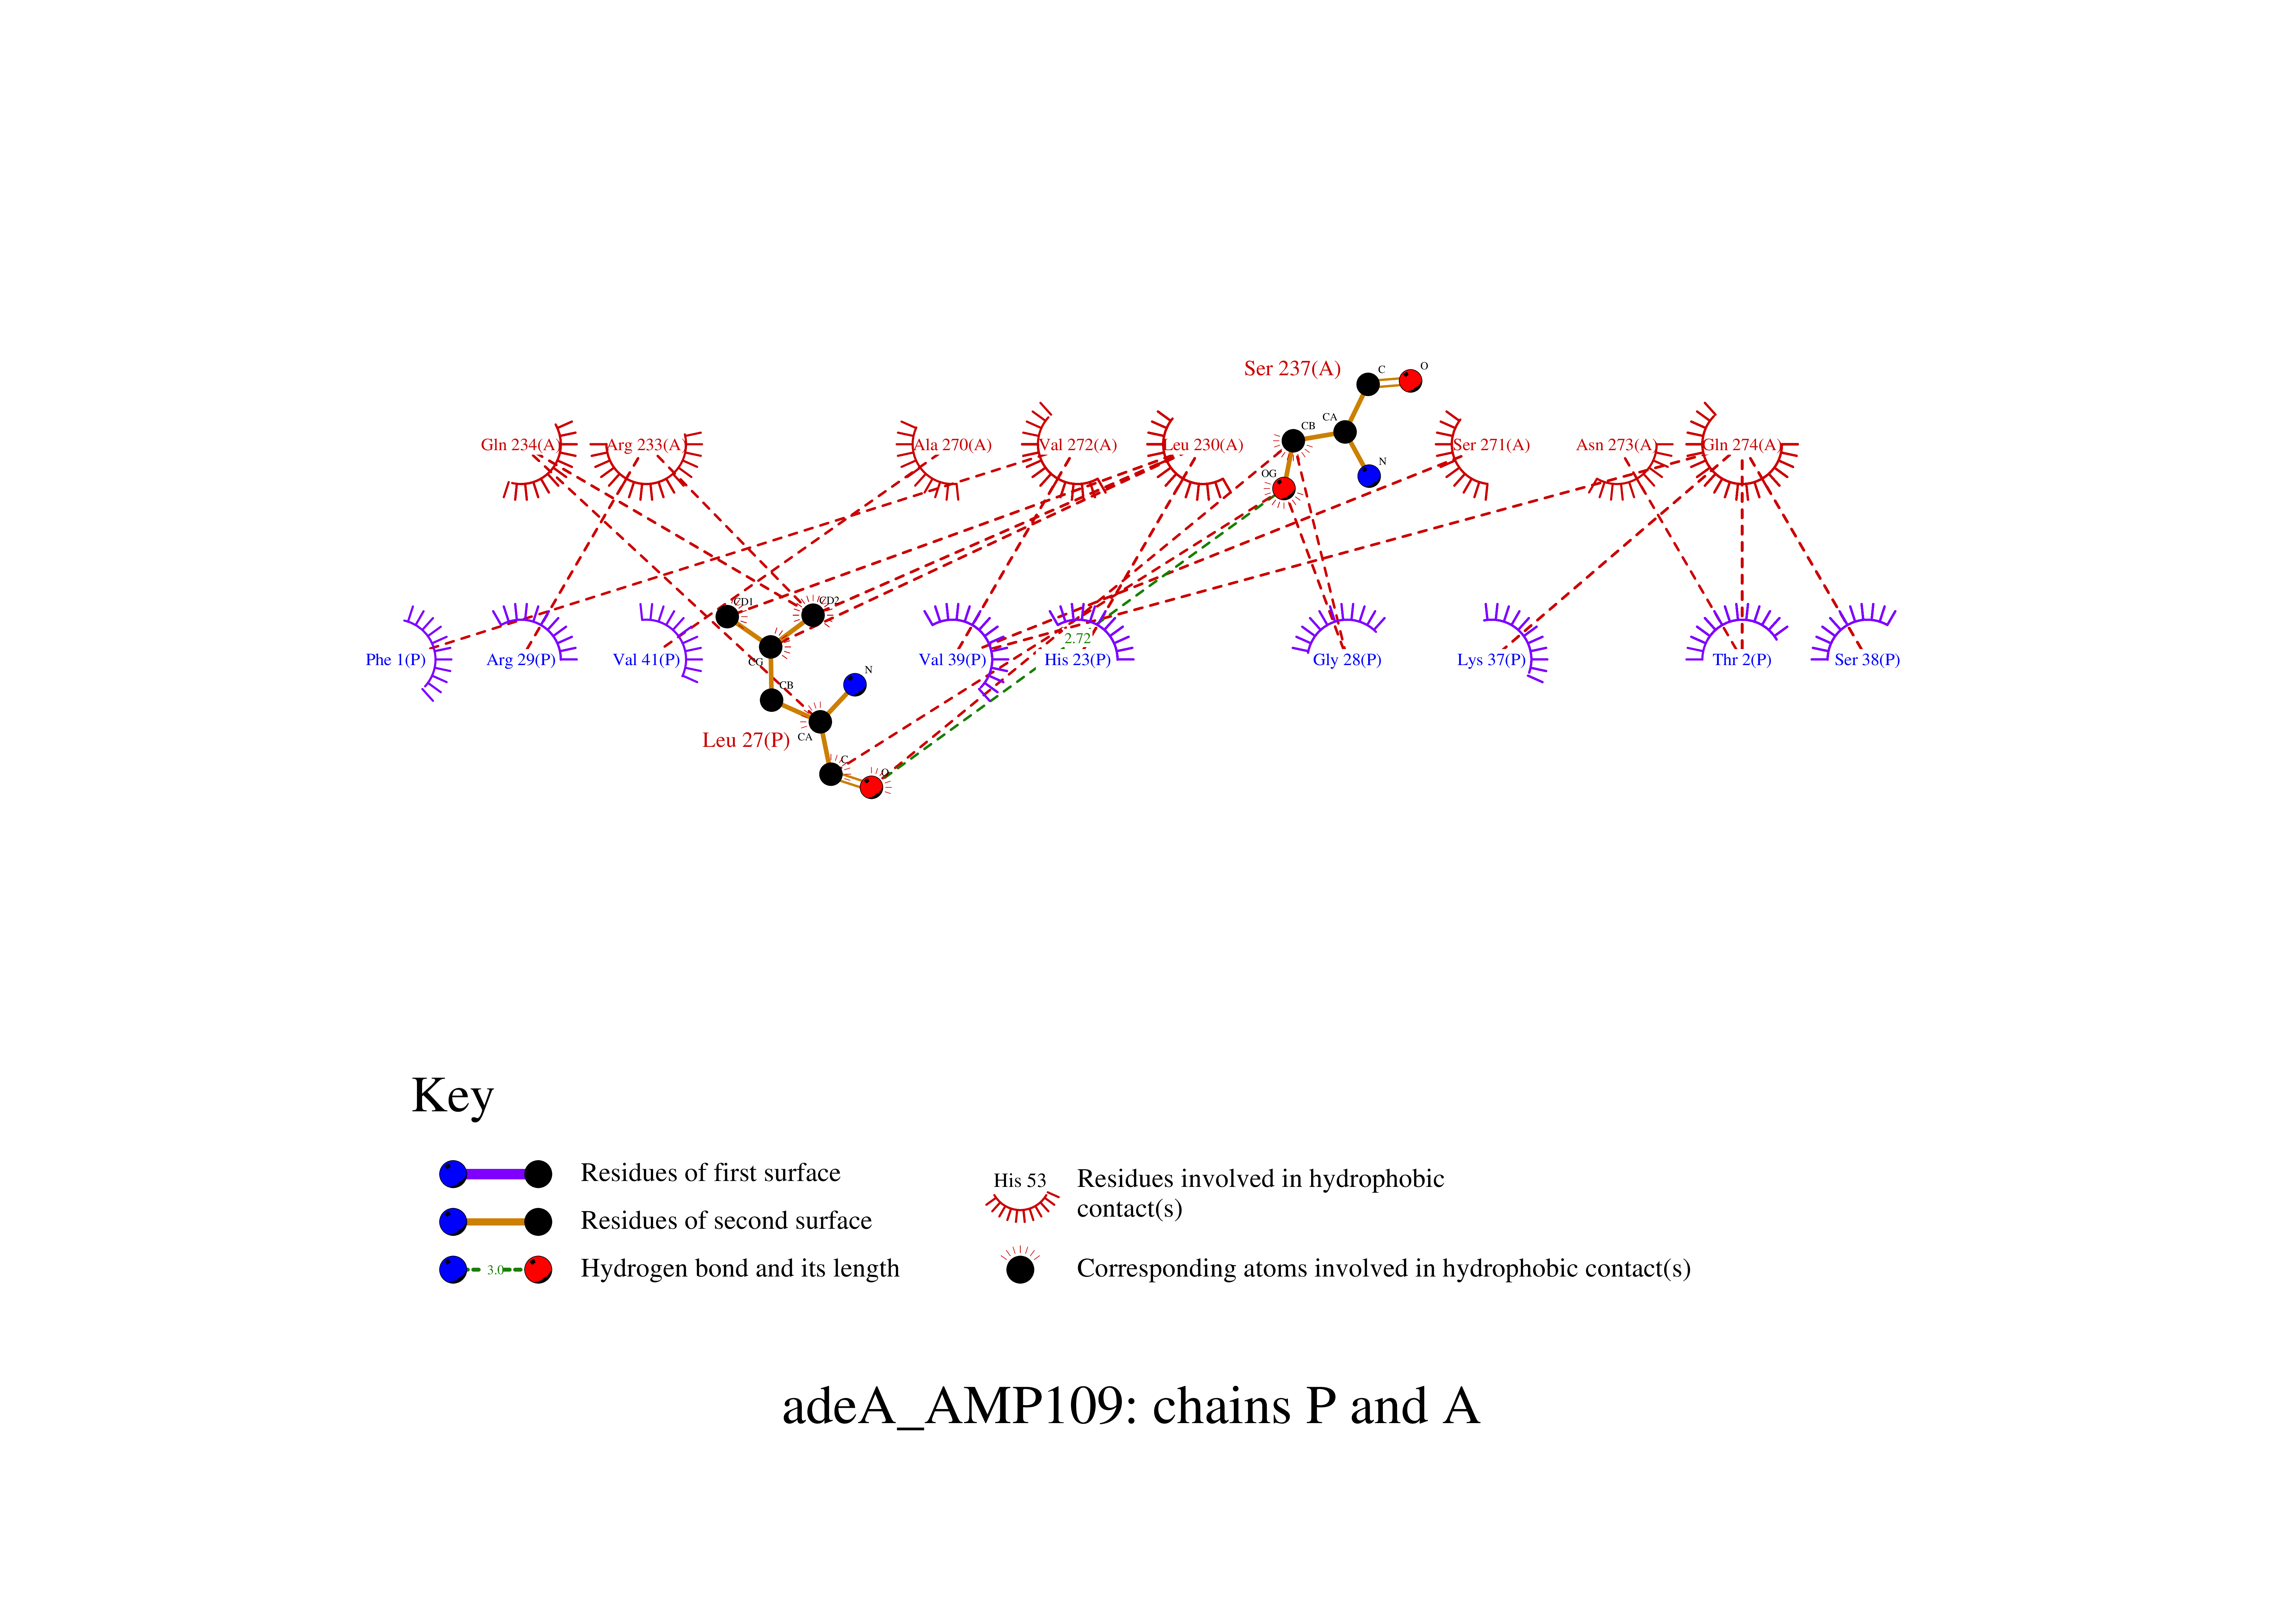 Ser 237(A)
C
O
CA
CB
N
OG
Gln 234(A)
Arg 233(A)
Ala 270(A)
Val 272(A)
Leu 230(A)
Ser 271(A)
Asn 273(A)
Gln 274(A)
CD1
CD2
2.72
Phe 1(P)
Arg 29(P)
Val 41(P)
Val 39(P)
His 23(P)
Gly 28(P)
Lys 37(P)
Thr 2(P)
Ser 38(P)
CG
N
CB
CA
Leu 27(P)
C
O
Key
Residues of first surface
Residues of second surface
3.0
Hydrogen bond and its length
His 53
Residues involved in hydrophobic
contact(s)
Corresponding atoms involved in hydrophobic contact(s)
adeA_AMP109: chains P and A